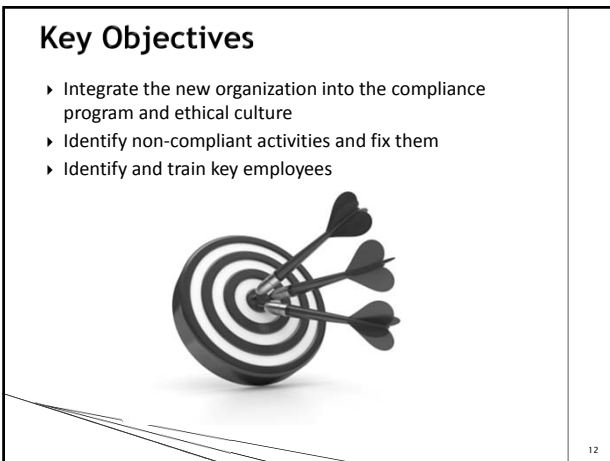 Key Objectives
‣ Integrate the new organization into the compliance
program and ethical culture
‣ Identify non-compliant activities and fix them
‣ Identify and train key employees
12